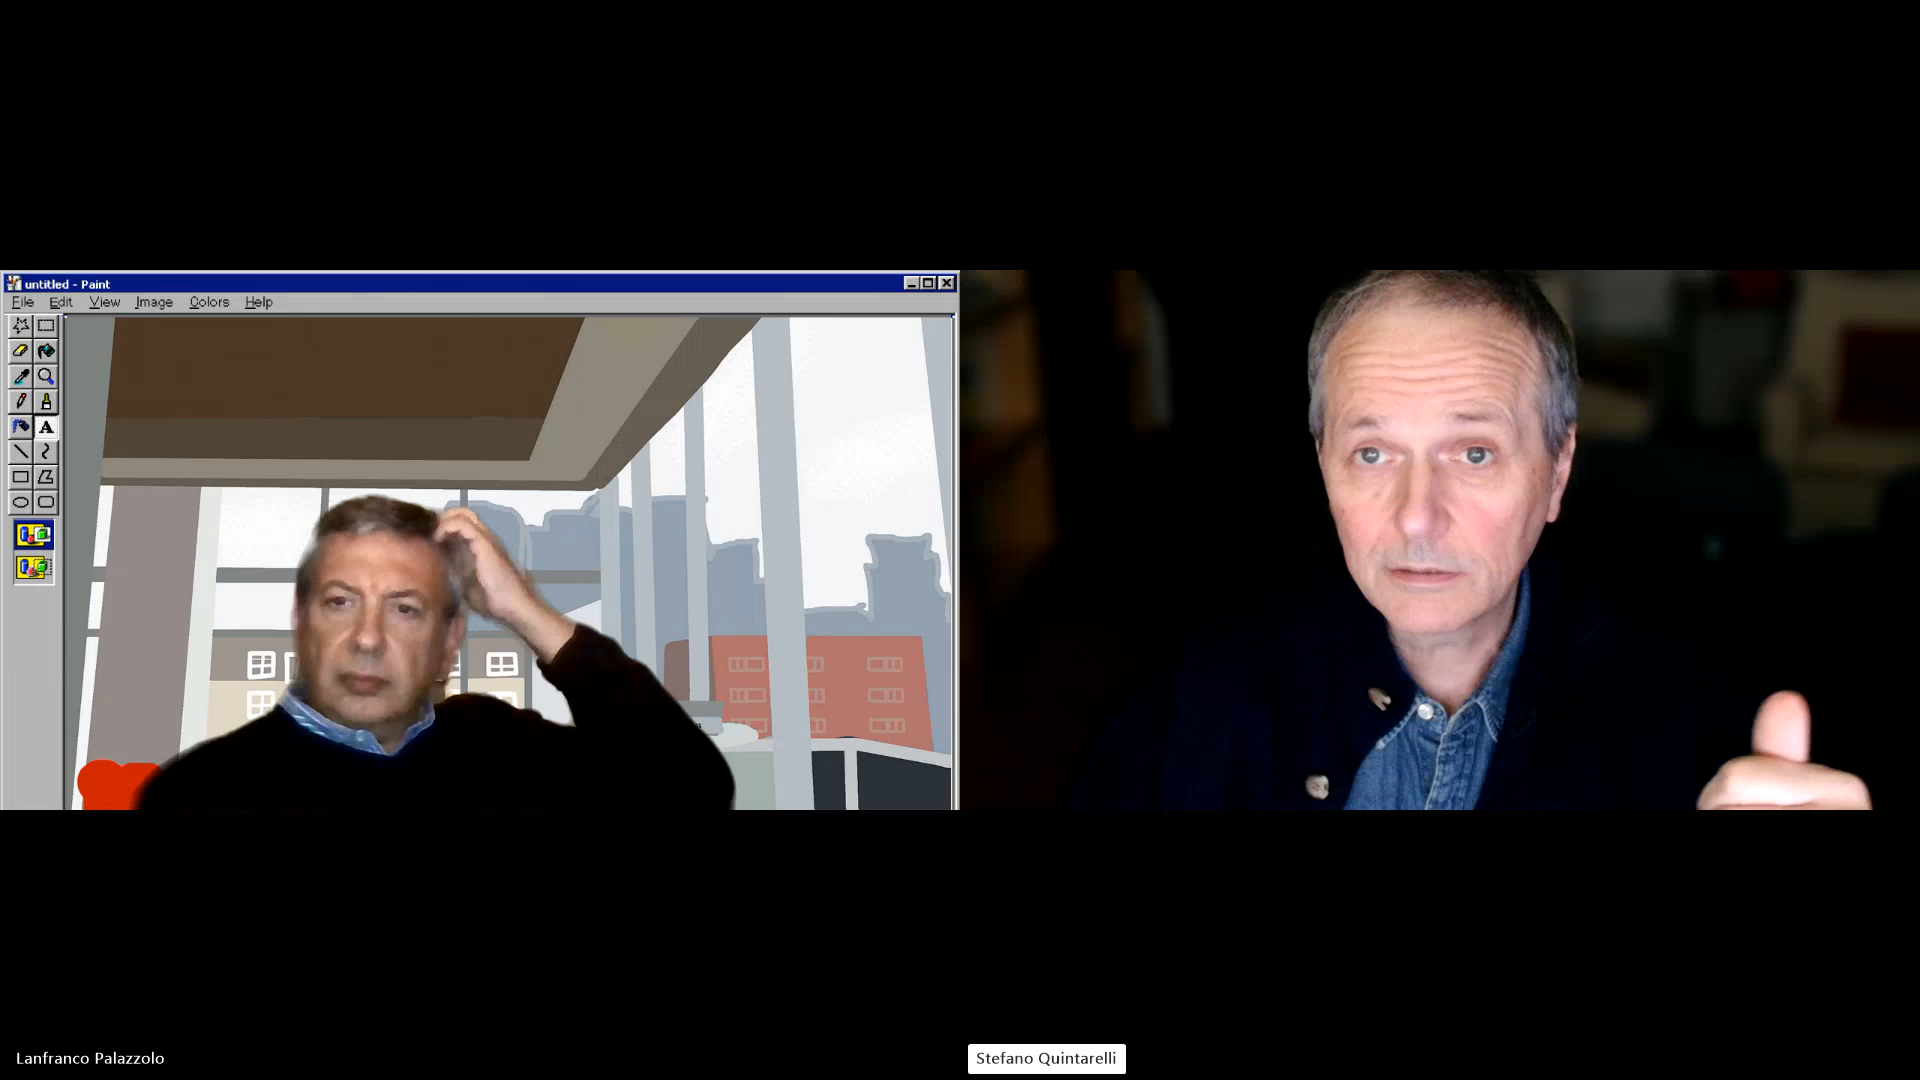 untitled - Paint
File Edit View Image Colors Help
A
Lanfranco Palazzolo
Stefano Quintarelli